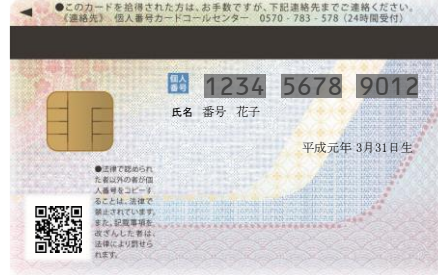 ●このカードを拾得された方は、お手数ですが、下記連絡先までご連絡ください。
《連絡先》 個人番号カードコールセンター 0570-783-578（24時間受付）
個人番号 1234 5678 9012
氏名 番号 花子
平成元年 3月31日生
●法律で認められ
た者以外の者が個
人番号をコピーす
ることは、法律で
禁止されています。
また、記載事項を
改ざんした者は、
法律により罰せら
れます。